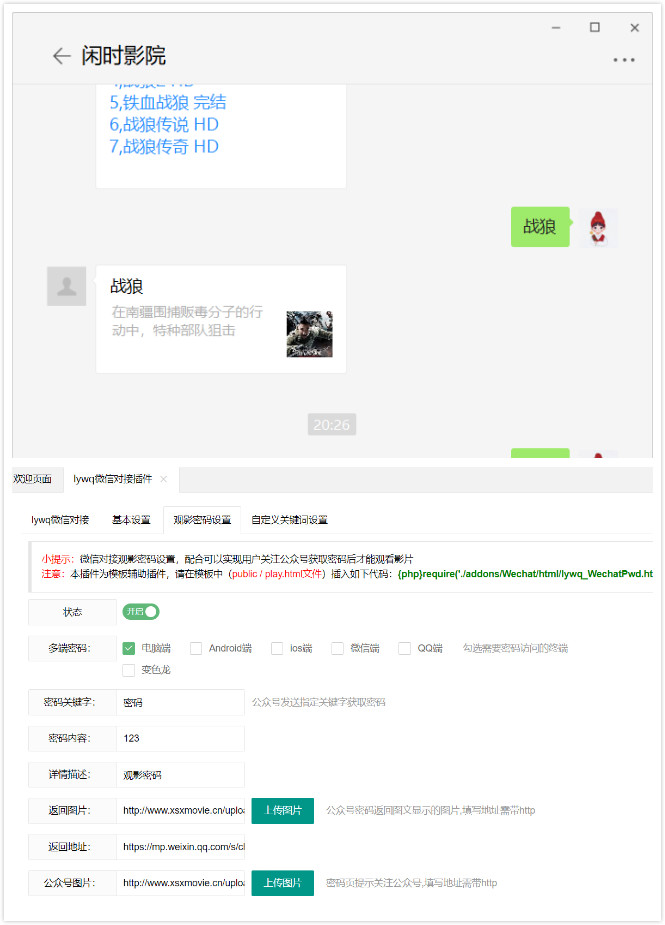 闲时影院
5,铁血战狼 完结
6,战狼传说 HD
7,战狼传奇 HD
战狼
战狼
在南疆围捕贩毒分子的行
动中，特种部队狙击
20:26
欢迎页面
lywq微信对接插件
lywq微信对接
基本设置
观影密码设置
自定义关键词设置
小提示：微信对接观影密码设置，配合可以实现用户关注公众号获取密码后才能观看影片
注意：本插件为模板辅助插件，请在模板中（public / play.html文件）插入如下代码：{php}require('./addons/Wechat/html/lywq_WechatPwd.ht
状态
开启
多端密码：
电脑端
Android端
ios端
微信端
QQ端
勾选需要密码访问的终端
变色龙
密码关键字：
密码
公众号发送指定关键字获取密码
密码内容：
123
详情描述：
观影密码
返回图片：
http://www.xsxmovie.cn/uploa
上传图片
公众号密码返回图文显示的图片,填写地址需带http
返回地址：
https://mp.weixin.qq.com/s/cl
公众号图片：
http://www.xsxmovie.cn/uploa
上传图片
密码页提示关注公众号,填写地址需带http